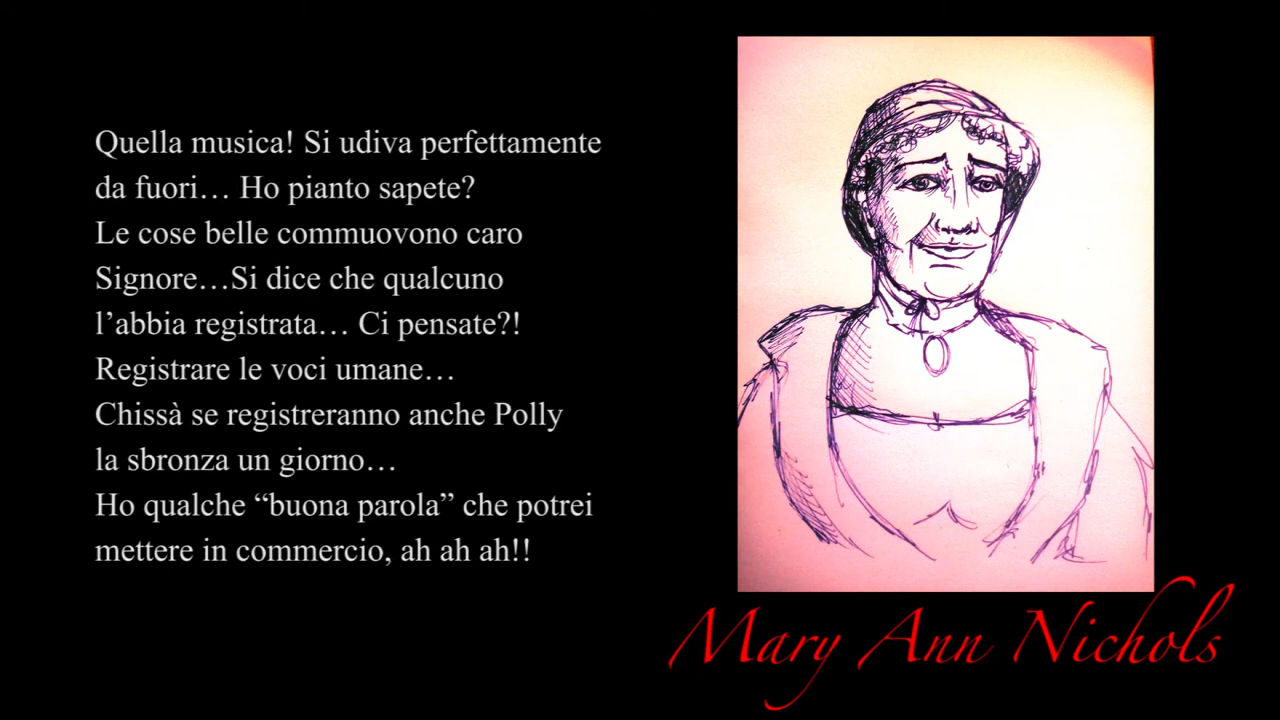 Quella musica! Si udiva perfettamente
da fuori… Ho pianto sapete?
Le cose belle commuovono caro
Signore…Si dice che qualcuno
l’abbia registrata… Ci pensate?!
Registrare le voci umane…
Chissà se registreranno anche Polly
la sbronza un giorno…
Ho qualche “buona parola” che potrei
mettere in commercio, ah ah ah!!
Mary Ann Nichols